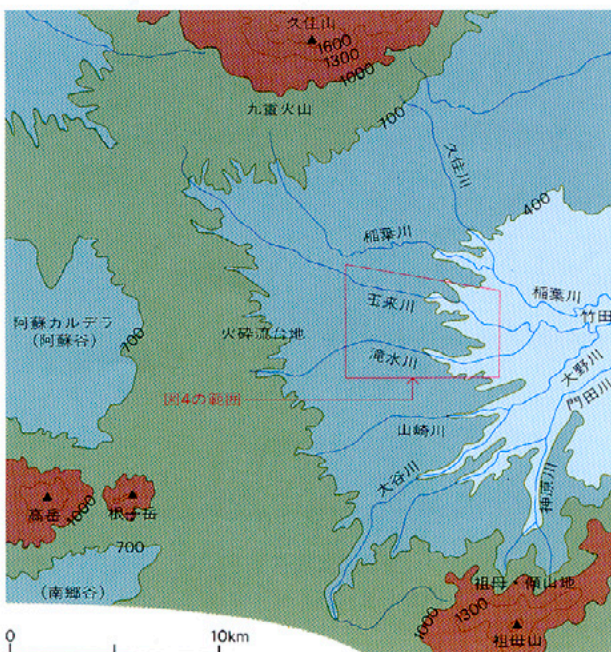 久住山
1600
1300
1000
九重火山
700
久住川
400
稲葉川
稲葉川
玉来川
竹田
阿蘇カルデラ
(阿蘇谷)
700
火砕流台地
滝水川
大野川
門田川
図4の範囲
山崎川
大谷川
神原川
高岳
1000
根子岳
700
(南郷谷)
祖母・傾山地
1000
1300
祖母山
0
10km